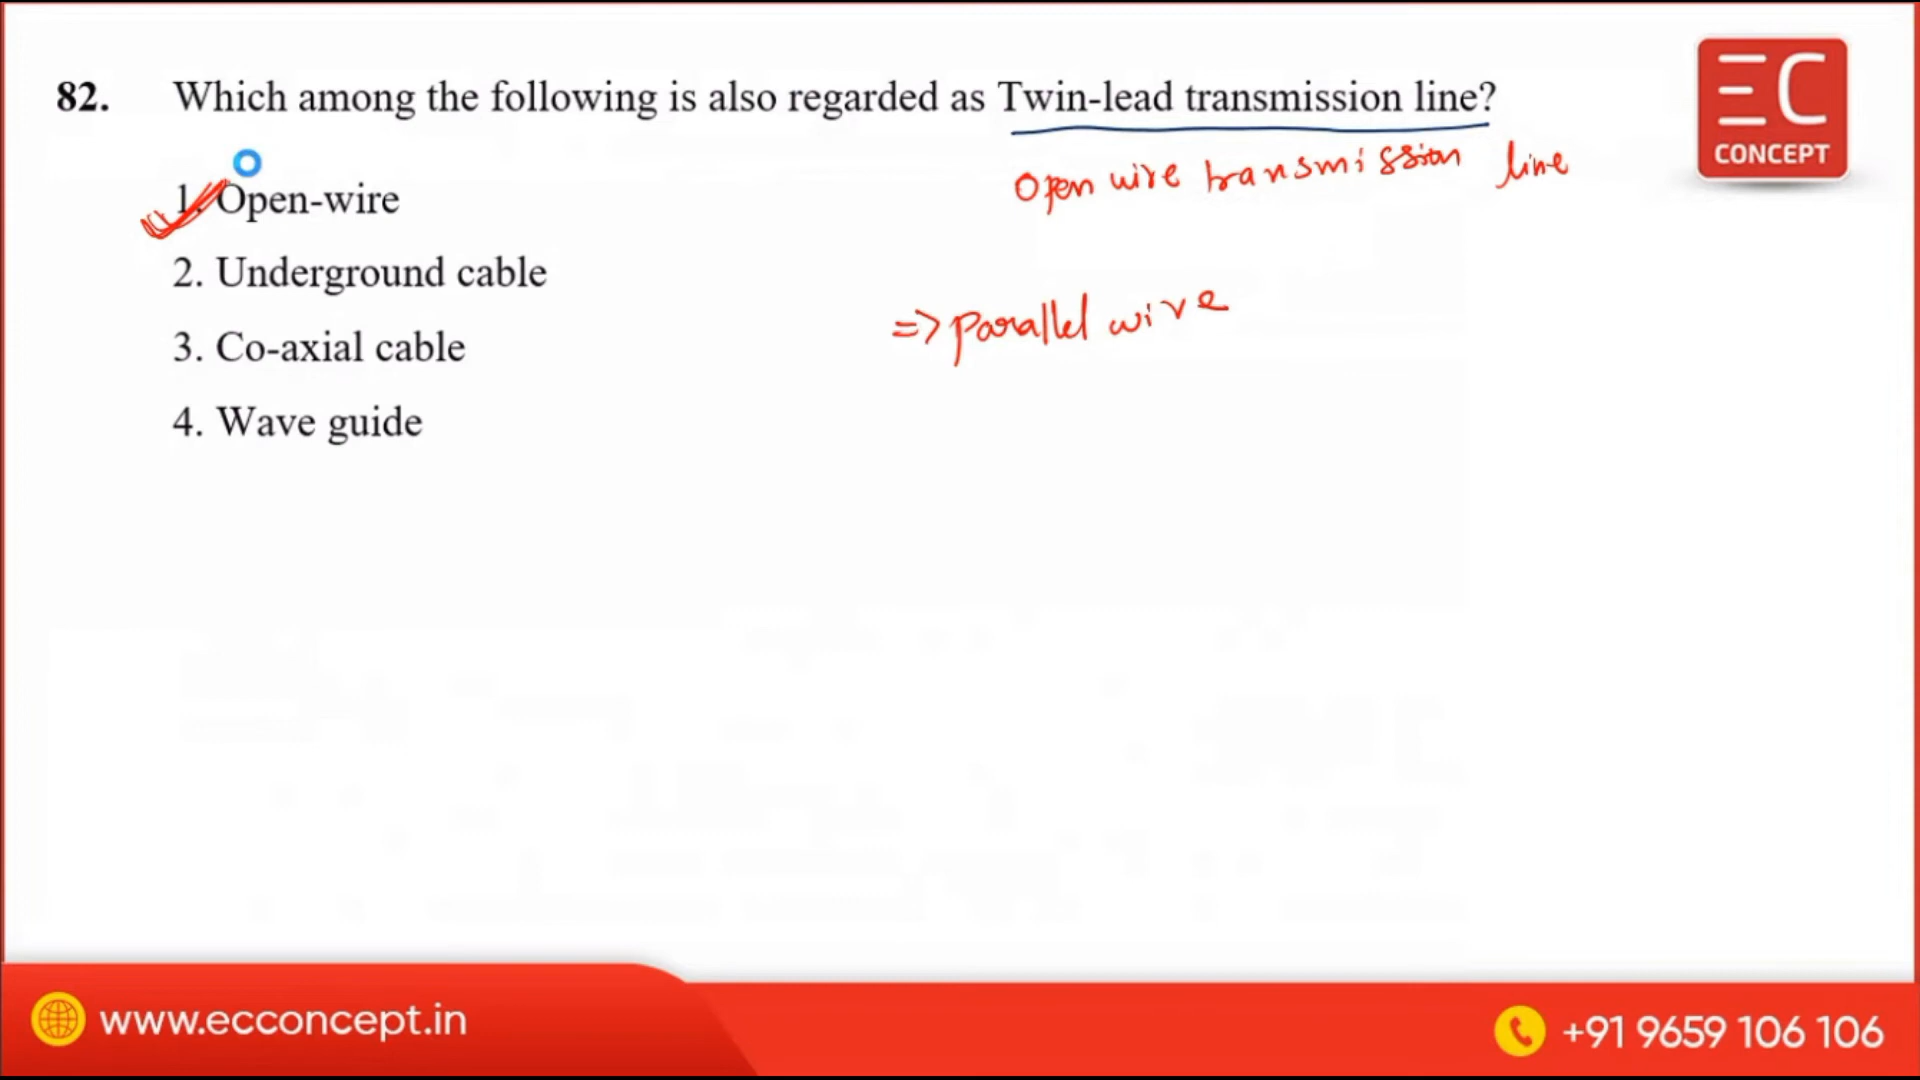 82. Which among the following is also regarded as Twin-lead transmission line?
Open wire transmission line
1. Open-wire
2. Underground cable
=> parallel wire
3. Co-axial cable
4. Wave guide
EC
CONCEPT
www.ecconcept.in
+91 9659 106 106